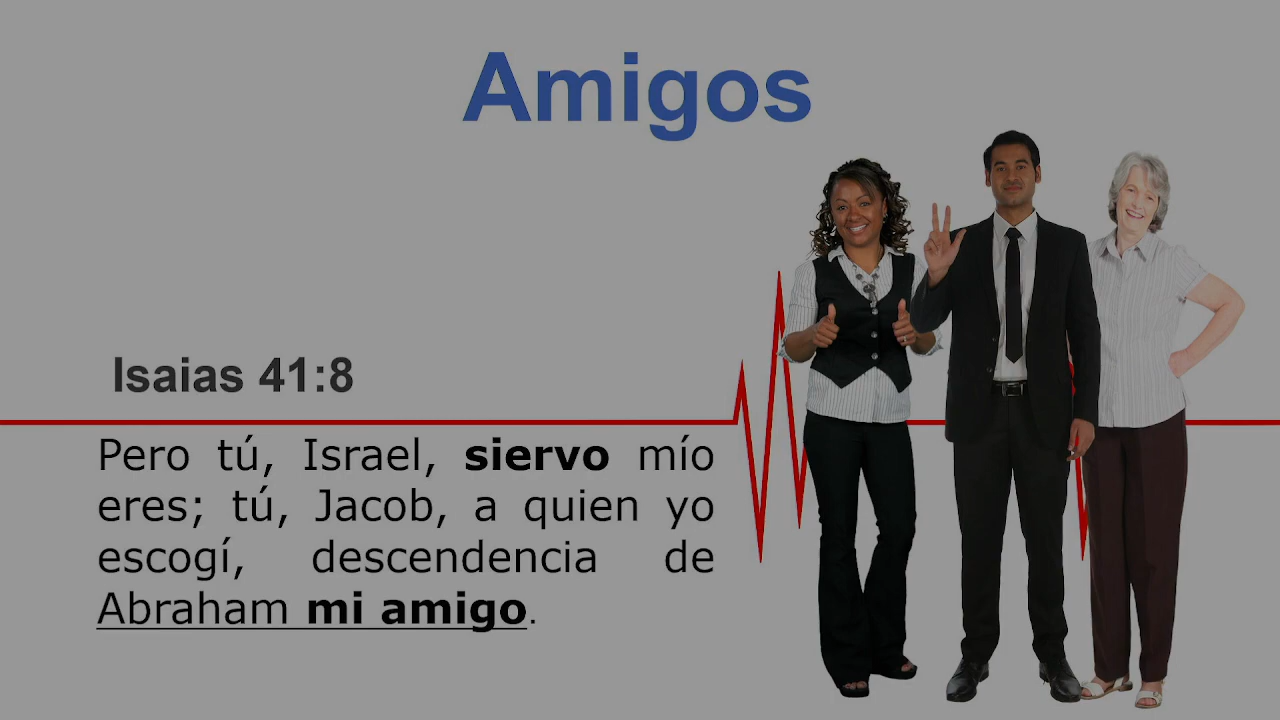 Amigos
Isaias 41:8
Pero tú, Israel, siervo mío
eres; tú, Jacob, a quien yo
escogí, descendencia de
Abraham mi amigo.